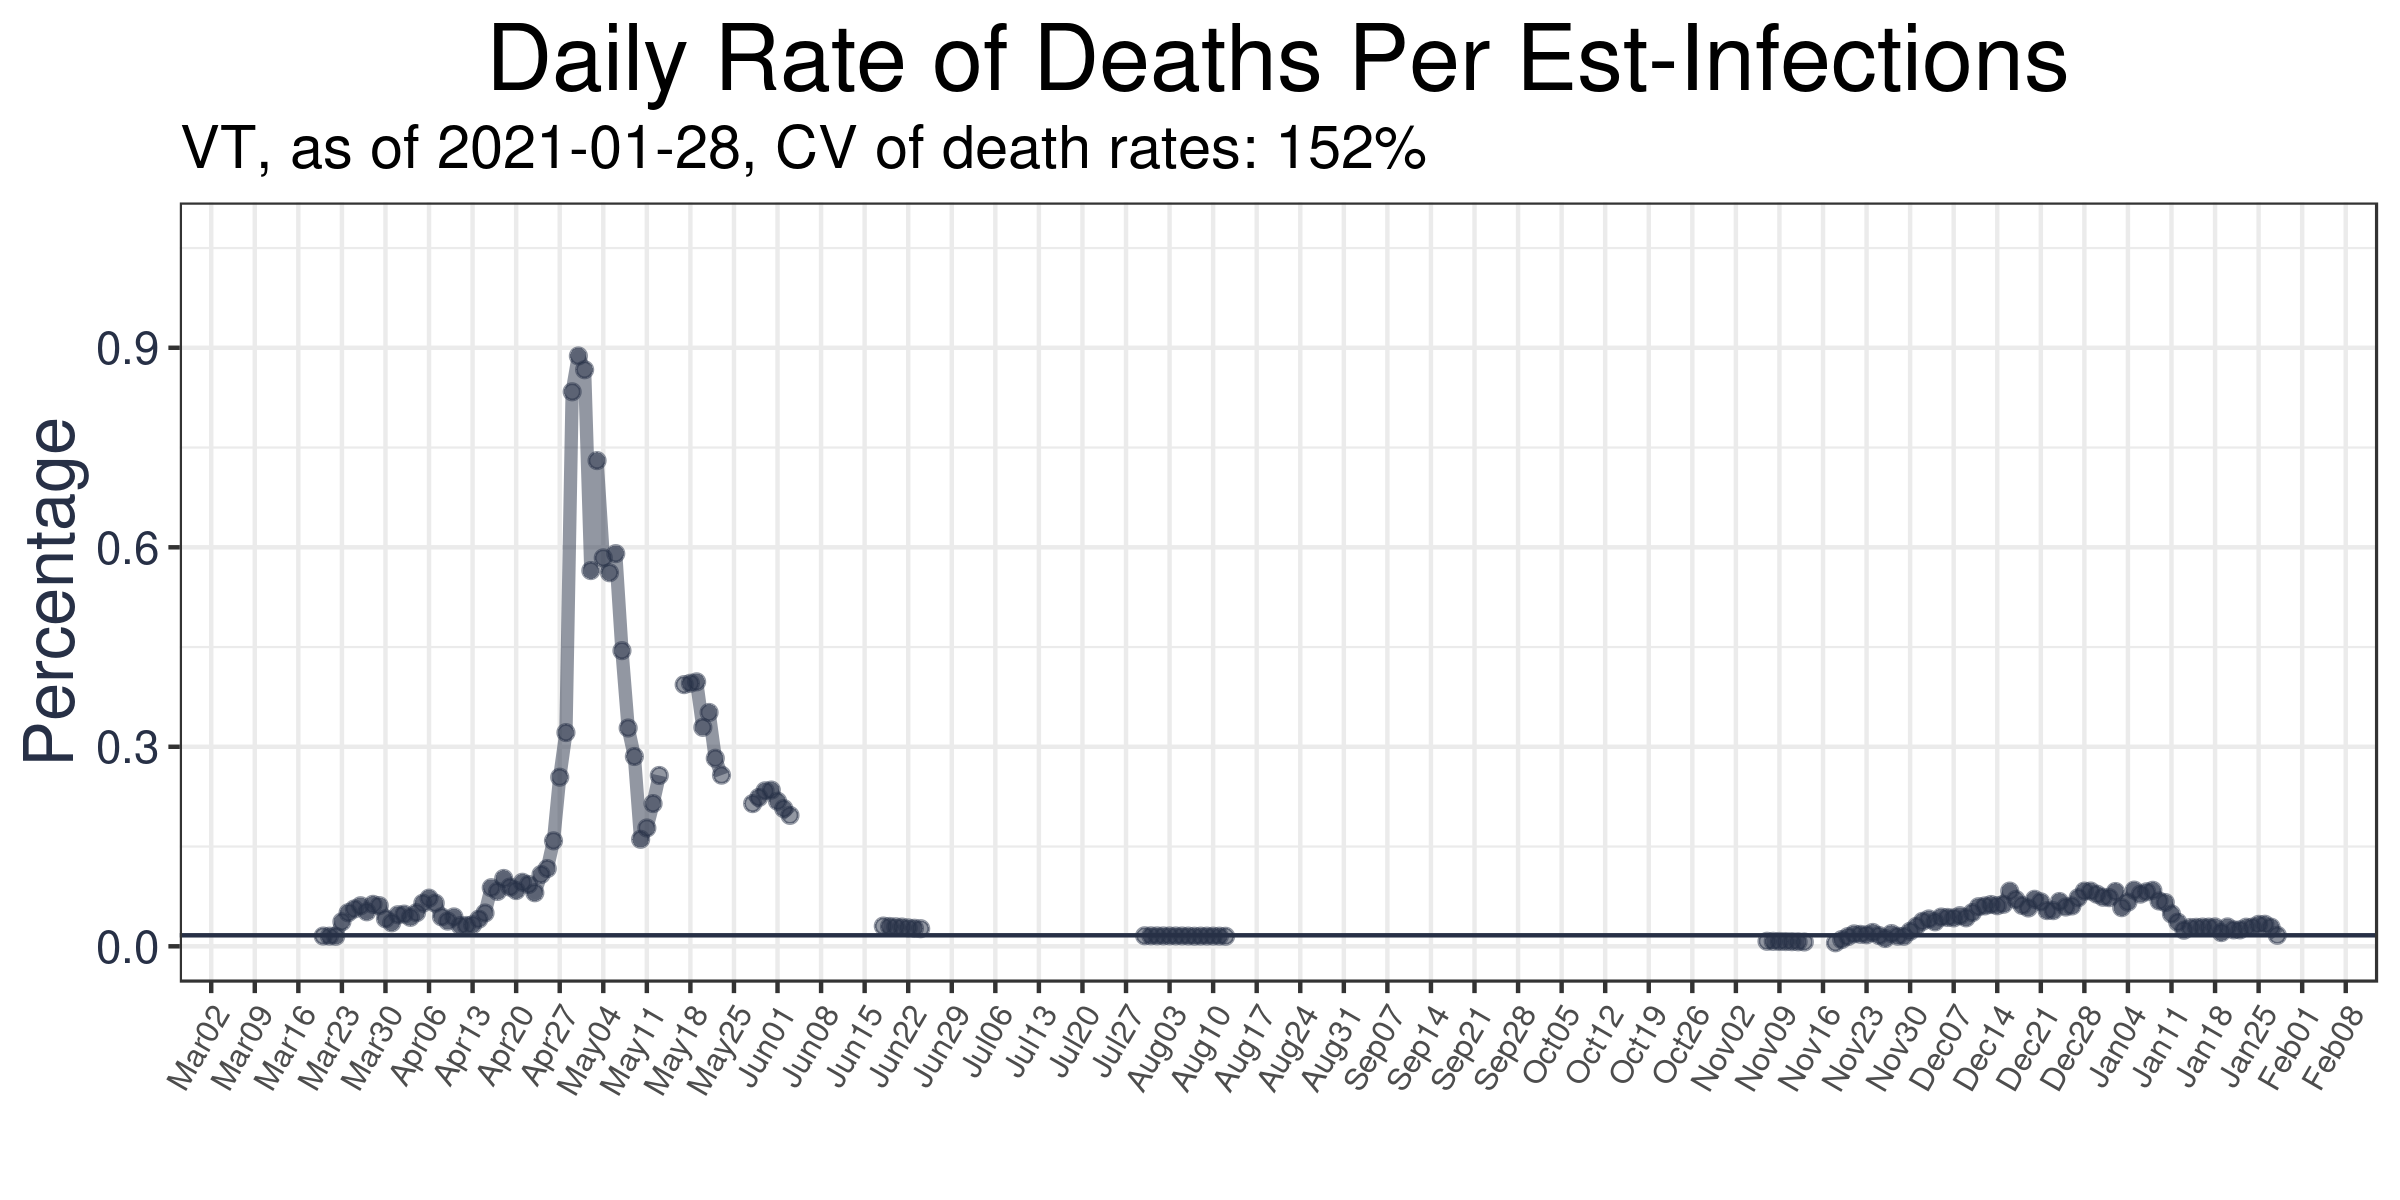 Daily Rate of Deaths Per Est-Infections
VT, as of 2021-01-28, CV of death rates: 152%
Percentage
0.9
0.6
0.3
0.0
Mar02 Mar09 Mar16 Mar23 Mar30 Apr06 Apr13 Apr20 Apr27 May04 May11 May18 May25 Jun01 Jun08 Jun15 Jun22 Jun29 Jul06 Jul13 Jul20 Jul27 Aug03 Aug10 Aug17 Aug24 Aug31 Sep07 Sep14 Sep21 Sep28 Oct05 Oct12 Oct19 Oct26 Nov02 Nov09 Nov16 Nov23 Nov30 Dec07 Dec14 Dec21 Dec28 Jan04 Jan11 Jan18 Jan25 Feb01 Feb08